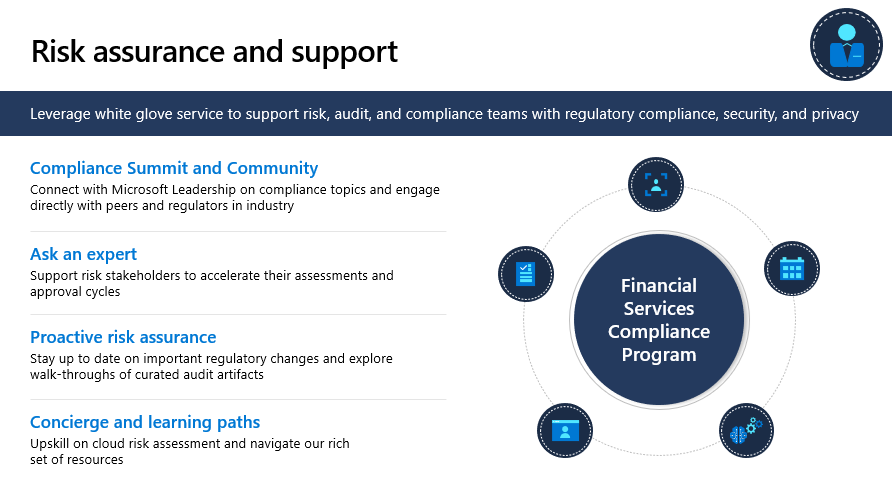 Risk assurance and support
Leverage white glove service to support risk, audit, and compliance teams with regulatory compliance, security, and privacy
Compliance Summit and Community
Connect with Microsoft Leadership on compliance topics and engage
directly with peers and regulators in industry
Ask an expert
Support risk stakeholders to accelerate their assessments and
approval cycles
Proactive risk assurance
Stay up to date on important regulatory changes and explore
walk-throughs of curated audit artifacts
Concierge and learning paths
Upskill on cloud risk assessment and navigate our rich
set of resources
Financial
Services
Compliance
Program